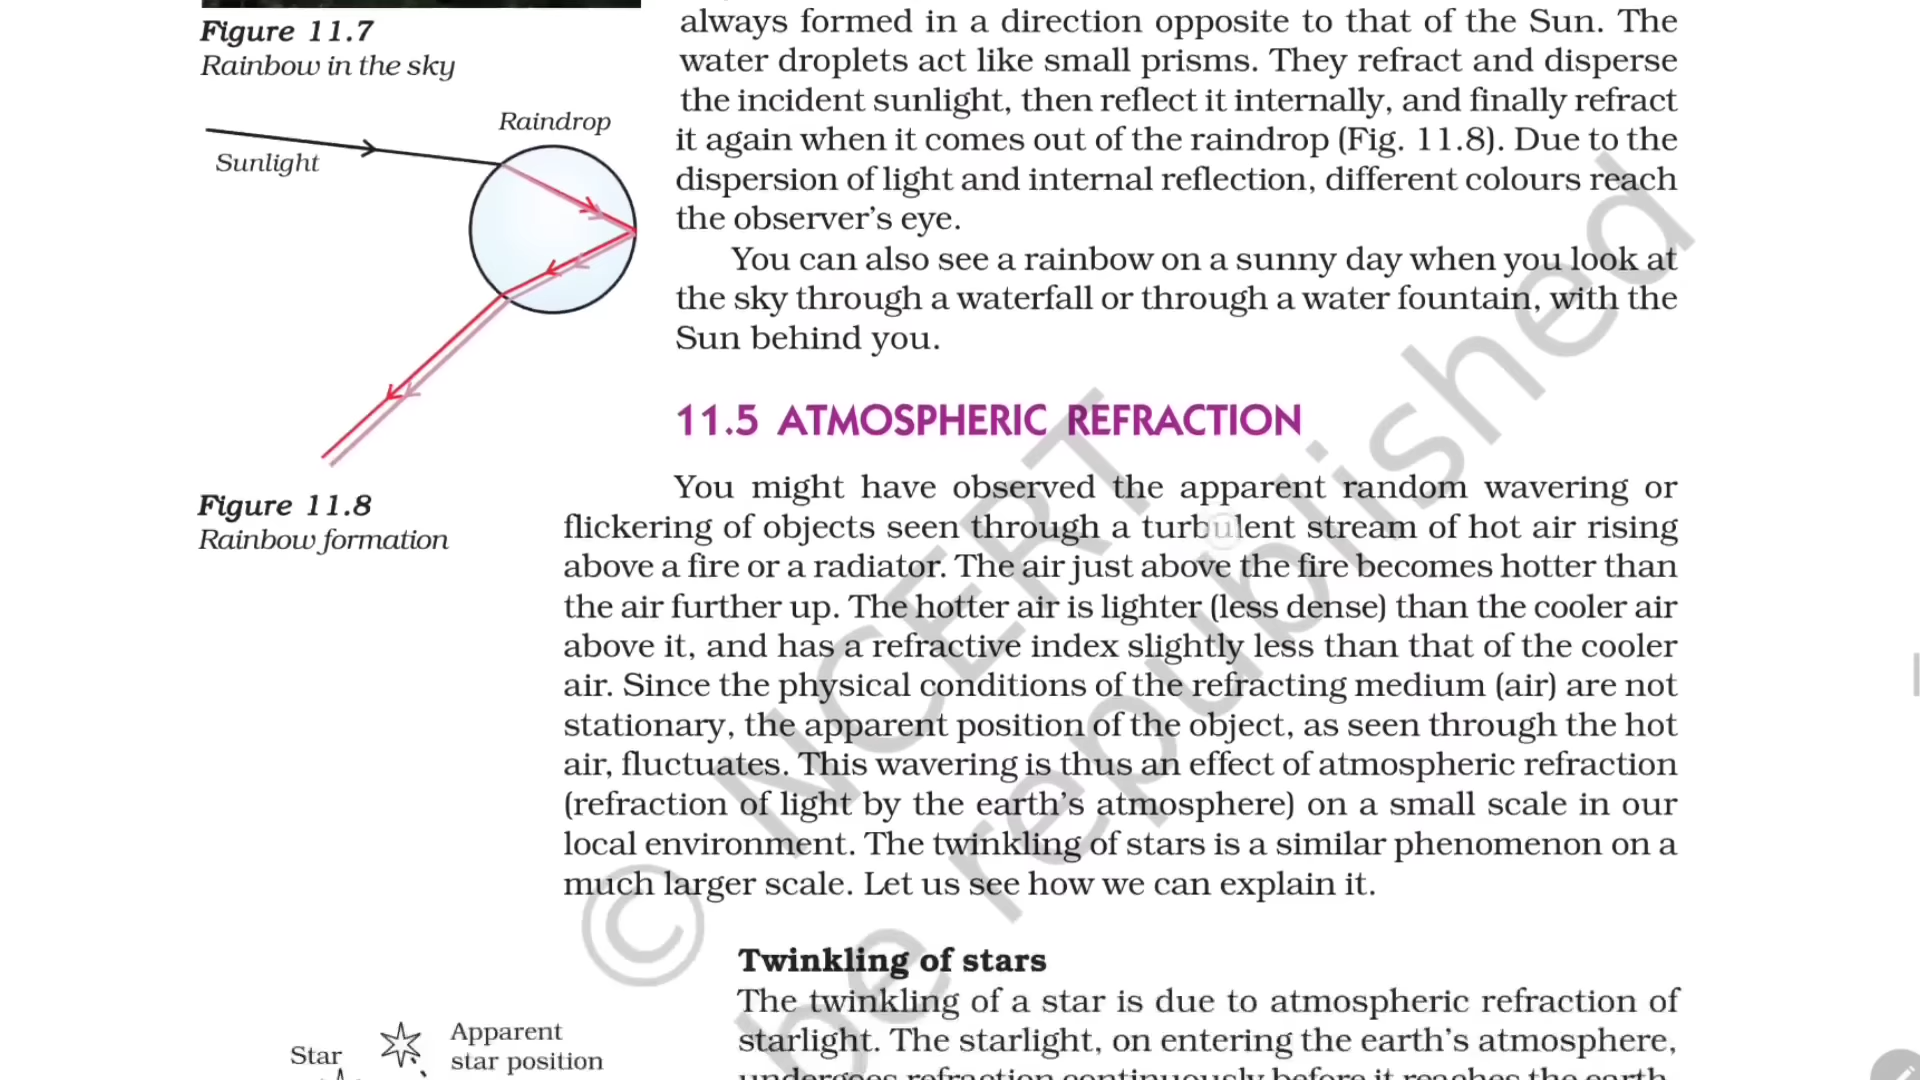 Figure 11.7
Rainbow in the sky
Raindrop
Sunlight
Figure 11.8
Rainbow formation
always formed in a direction opposite to that of the Sun. The
water droplets act like small prisms. They refract and disperse
the incident sunlight, then reflect it internally, and finally refract
it again when it comes out of the raindrop (Fig. 11.8). Due to the
dispersion of light and internal reflection, different colours reach
the observer’s eye.
You can also see a rainbow on a sunny day when you look at
the sky through a waterfall or through a water fountain, with the
Sun behind you.
11.5 ATMOSPHERIC REFRACTION
You might have observed the apparent random wavering or
flickering of objects seen through a turbulent stream of hot air rising
above a fire or a radiator. The air just above the fire becomes hotter than
the air further up. The hotter air is lighter (less dense) than the cooler air
above it, and has a refractive index slightly less than that of the cooler
air. Since the physical conditions of the refracting medium (air) are not
stationary, the apparent position of the object, as seen through the hot
air, fluctuates. This wavering is thus an effect of atmospheric refraction
(refraction of light by the earth’s atmosphere) on a small scale in our
local environment. The twinkling of stars is a similar phenomenon on a
much larger scale. Let us see how we can explain it.
Twinkling of stars
The twinkling of a star is due to atmospheric refraction of
starlight. The starlight, on entering the earth’s atmosphere,
undergoes refraction continuously before it reaches the earth.
Star
Apparent
star position
© NCERT
be republished